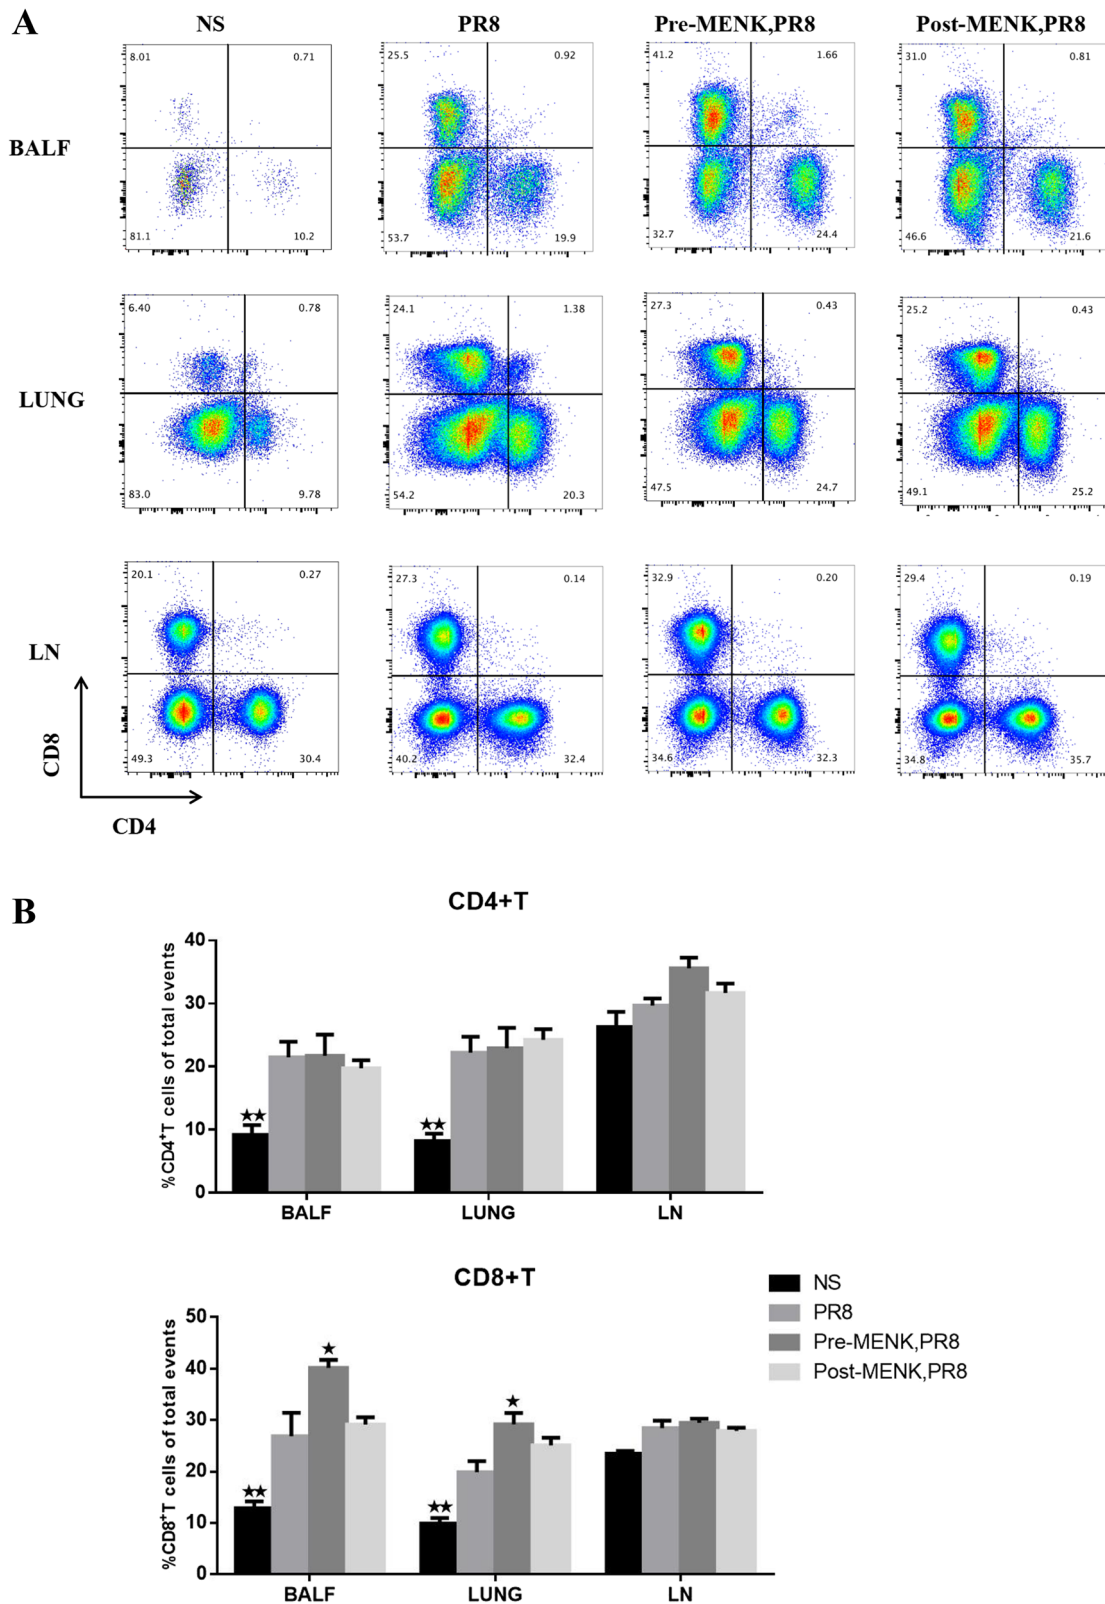 A
NS PR8 Pre-MENK,PR8 Post-MENK,PR8
8.01 0.71 25.5 0.92 41.2 1.66 31.0 0.81
BALF
81.1 10.2 53.7 19.9 32.7 24.4 46.6 21.6
6.40 0.78 24.1 1.38 27.3 0.43 25.2 0.43
LUNG
83.0 9.78 54.2 20.3 47.5 24.7 49.1 25.2
20.1 0.27 27.3 0.14 32.9 0.20 29.4 0.19
LN
49.3 30.4 40.2 32.4 34.6 32.3 34.8 35.7
CD8
CD4
B
CD4+T
%CD4+T cells of total events
40
30
20
10
0
★★ ★★
BALF LUNG LN
CD8+T
%CD8+T cells of total events
50
40
30
20
10
0
★★ ★ ★★ ★
BALF LUNG LN
NS
PR8
Pre-MENK,PR8
Post-MENK,PR8